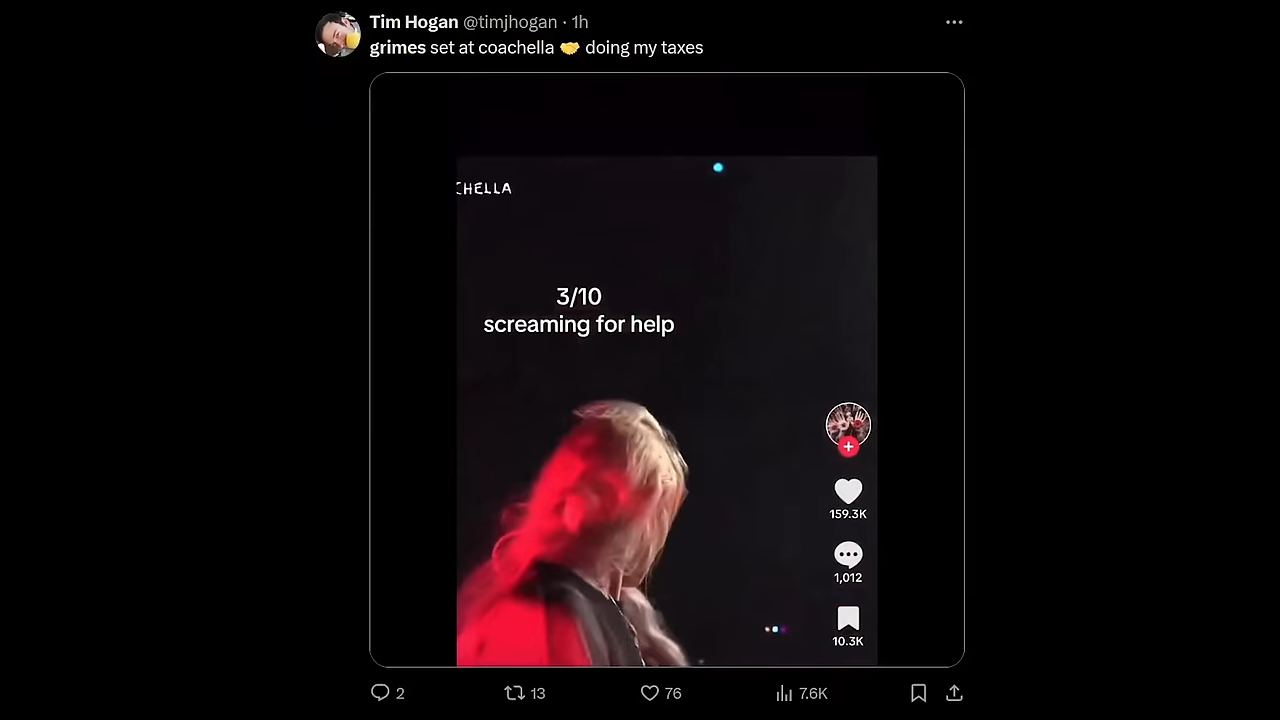 Tim Hogan @timjhogan · 1h
grimes set at coachella 🤝 doing my taxes
CHELLA
3/10
screaming for help
159.3K
1,012
10.3K
2 13 76 7.6K